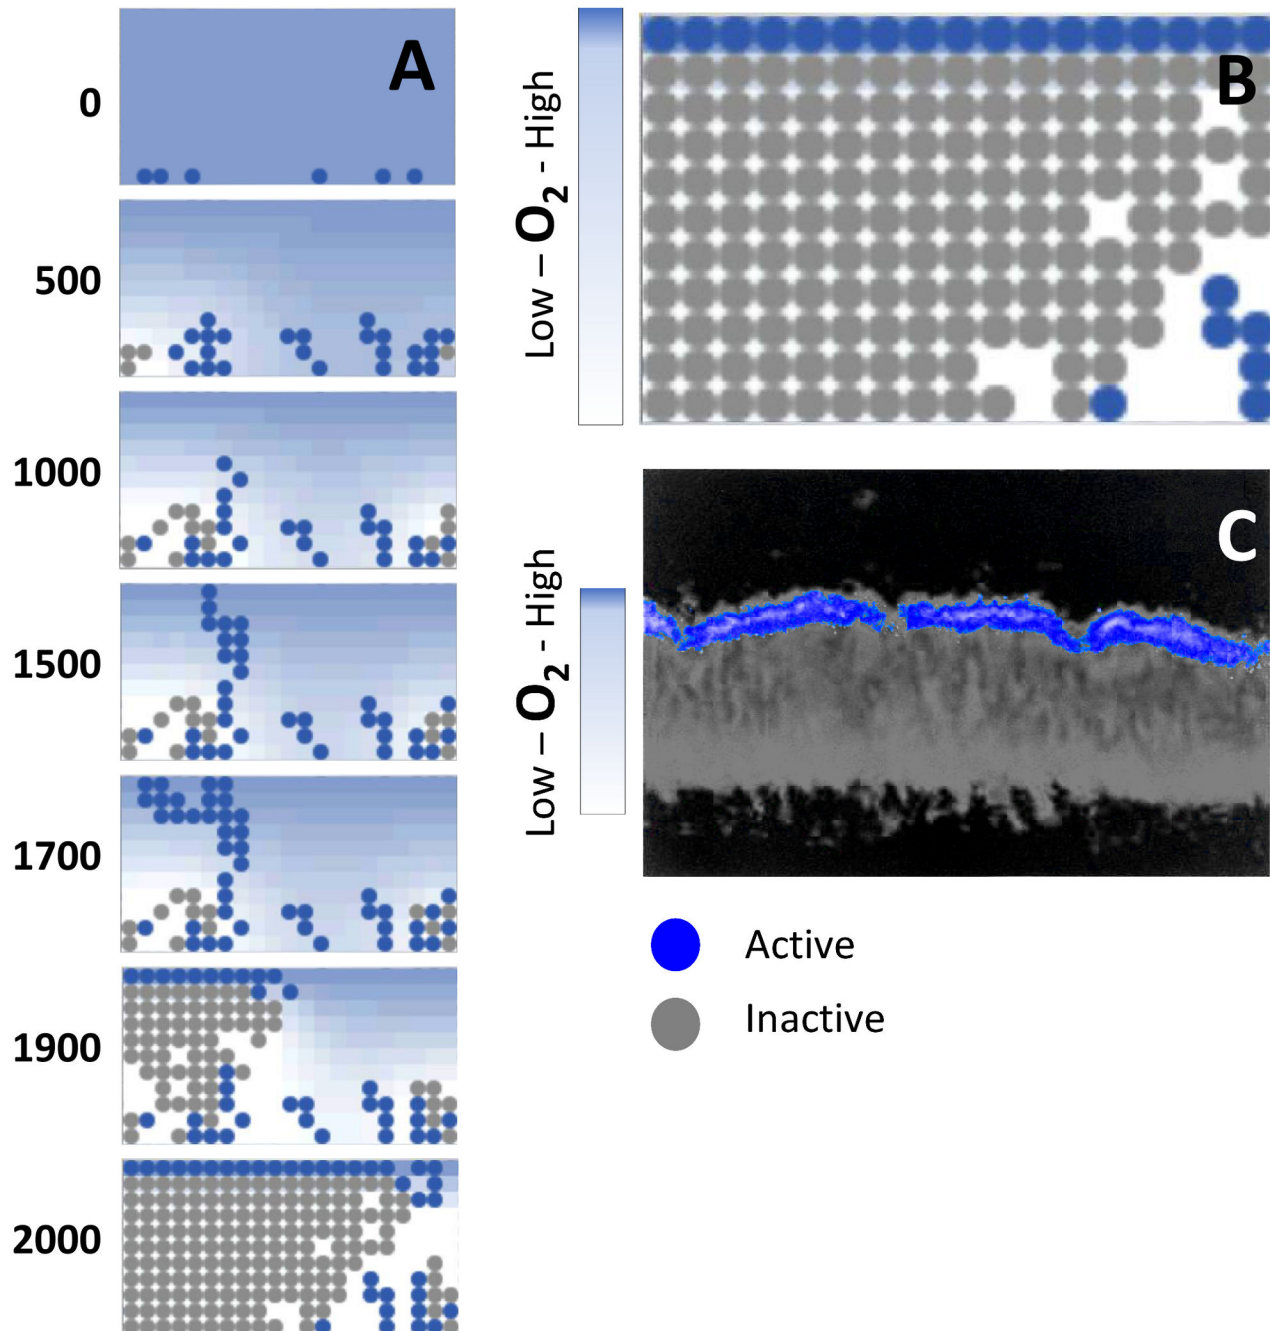 A
0
500
1000
1500
1700
1900
2000
Low – O2 - High
B
Low – O2 - High
C
Active
Inactive